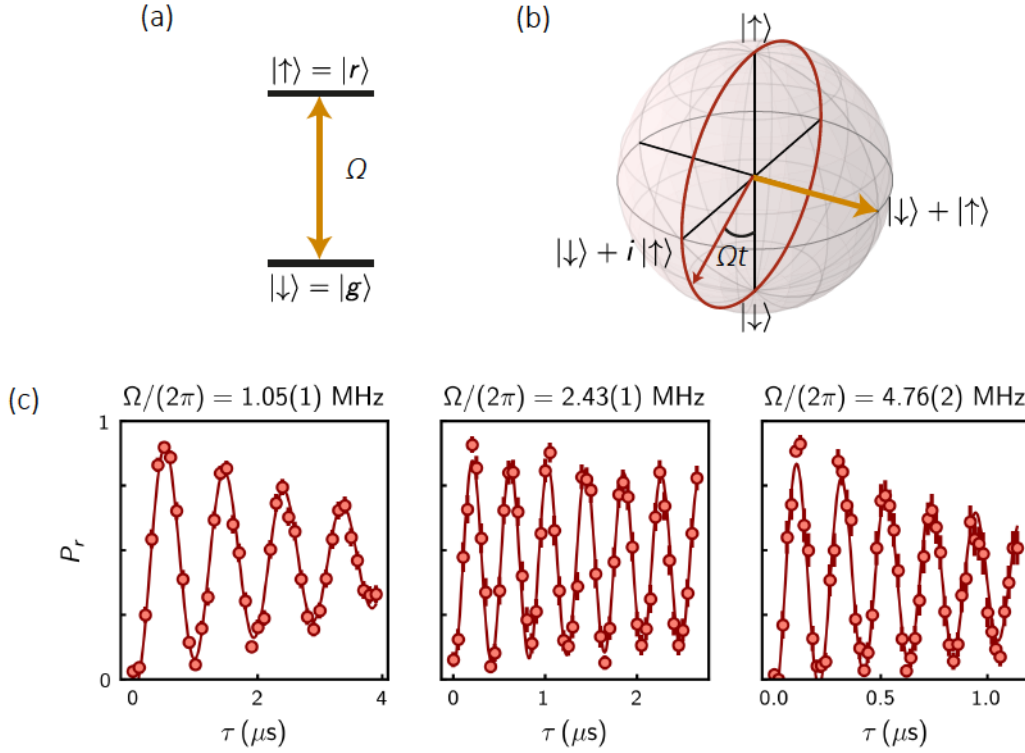 (a)
|↑⟩ = |r⟩
Ω
|↓⟩ = |g⟩
(b)
|↑⟩
|↓⟩ + |↑⟩
|↓⟩ + i |↑⟩
Ωt
|↓⟩
(c)
Ω/(2π) = 1.05(1) MHz
Ω/(2π) = 2.43(1) MHz
Ω/(2π) = 4.76(2) MHz
1
P_r
0
0 2 4
0 1 2
0.0 0.5 1.0
τ (μs)
τ (μs)
τ (μs)